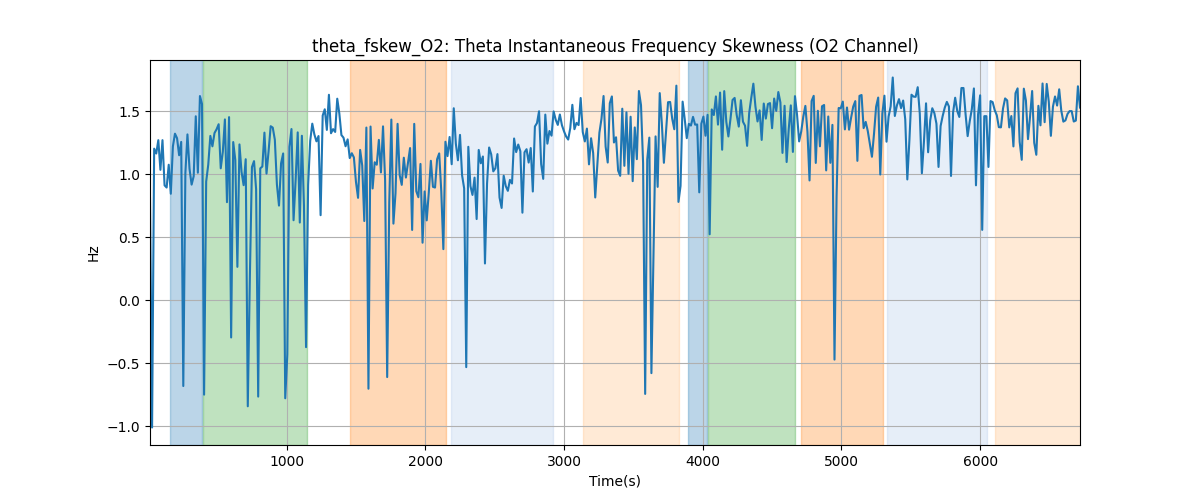 theta_fskew_O2: Theta Instantaneous Frequency Skewness (O2 Channel)
1.5
1.0
0.5
0.0
−0.5
−1.0
Hz
1000 2000 3000 4000 5000 6000
Time(s)